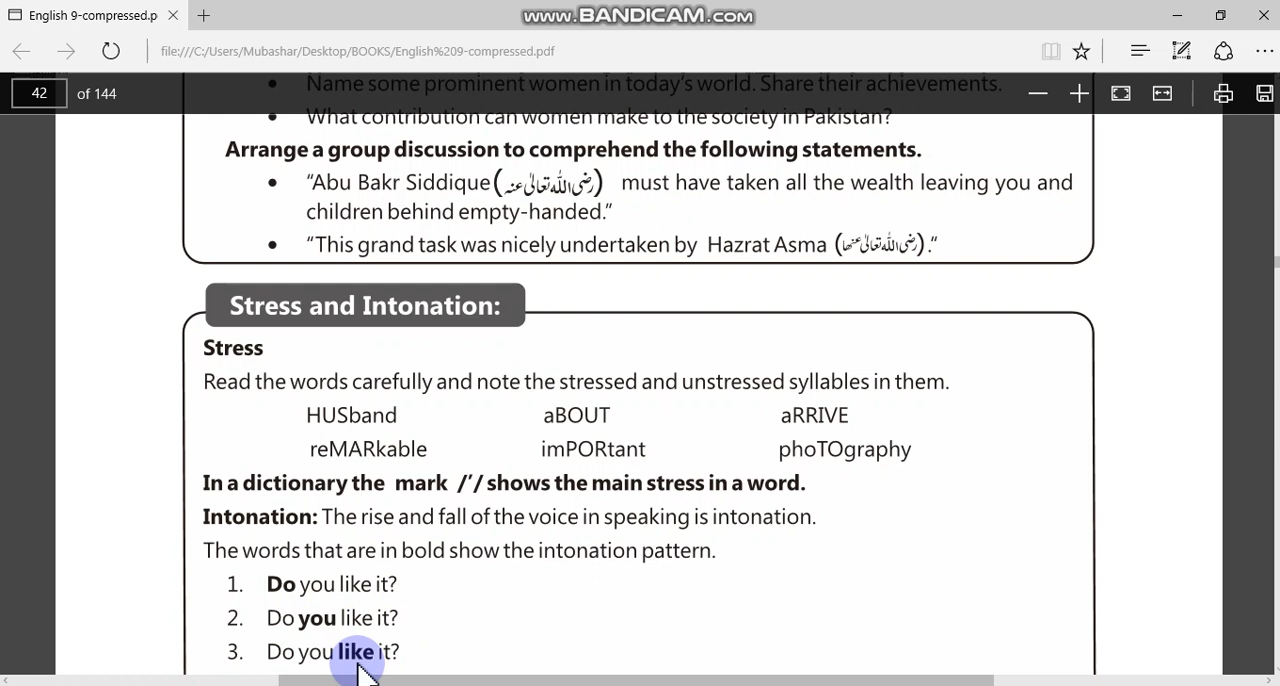 English 9-compressed.p
www.BANDICAM.com
file:///C:/Users/Mubashar/Desktop/BOOKS/English%209-compressed.pdf
42 of 144
• Name some prominent women in today's world. Share their achievements.
• What contribution can women make to the society in Pakistan?
Arrange a group discussion to comprehend the following statements.
• “Abu Bakr Siddique (رضی اللہ تعالیٰ عنہ) must have taken all the wealth leaving you and
children behind empty-handed.”
• “This grand task was nicely undertaken by Hazrat Asma (رضی اللہ تعالیٰ عنھا).”
Stress and Intonation:
Stress
Read the words carefully and note the stressed and unstressed syllables in them.
HUSband aBOUT aRRIVE
reMARkable imPORtant phoTOgraphy
In a dictionary the mark /′/ shows the main stress in a word.
Intonation: The rise and fall of the voice in speaking is intonation.
The words that are in bold show the intonation pattern.
1. Do you like it?
2. Do you like it?
3. Do you like it?